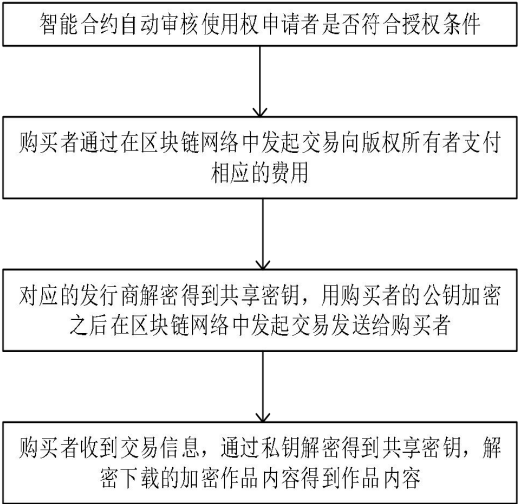 智能合约自动审核使用权申请者是否符合授权条件
购买者通过在区块链网络中发起交易向版权所有者支付
相应的费用
对应的发行商解密得到共享密钥，用购买者的公钥加密
之后在区块链网络中发起交易发送给购买者
购买者收到交易信息，通过私钥解密得到共享密钥，解
密下载的加密作品内容得到作品内容